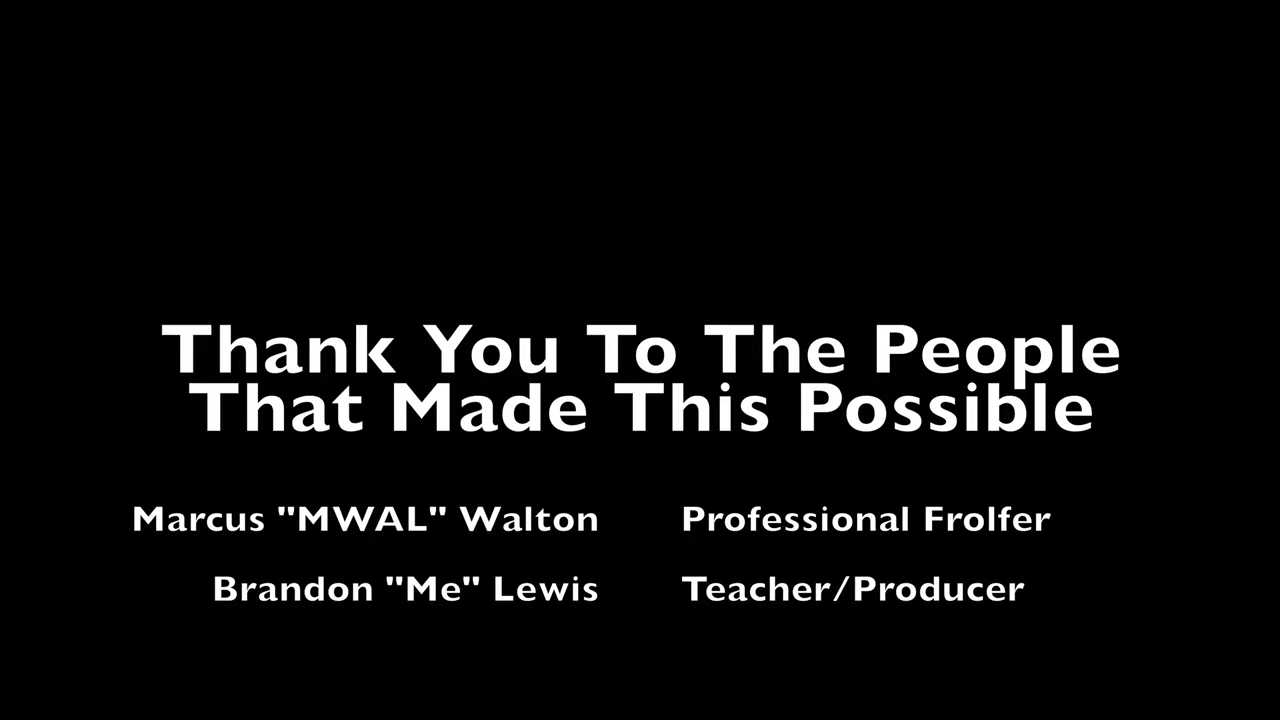 Thank You To The People
That Made This Possible
Marcus "MWAL" Walton Professional Frolfer
Brandon "Me" Lewis Teacher/Producer